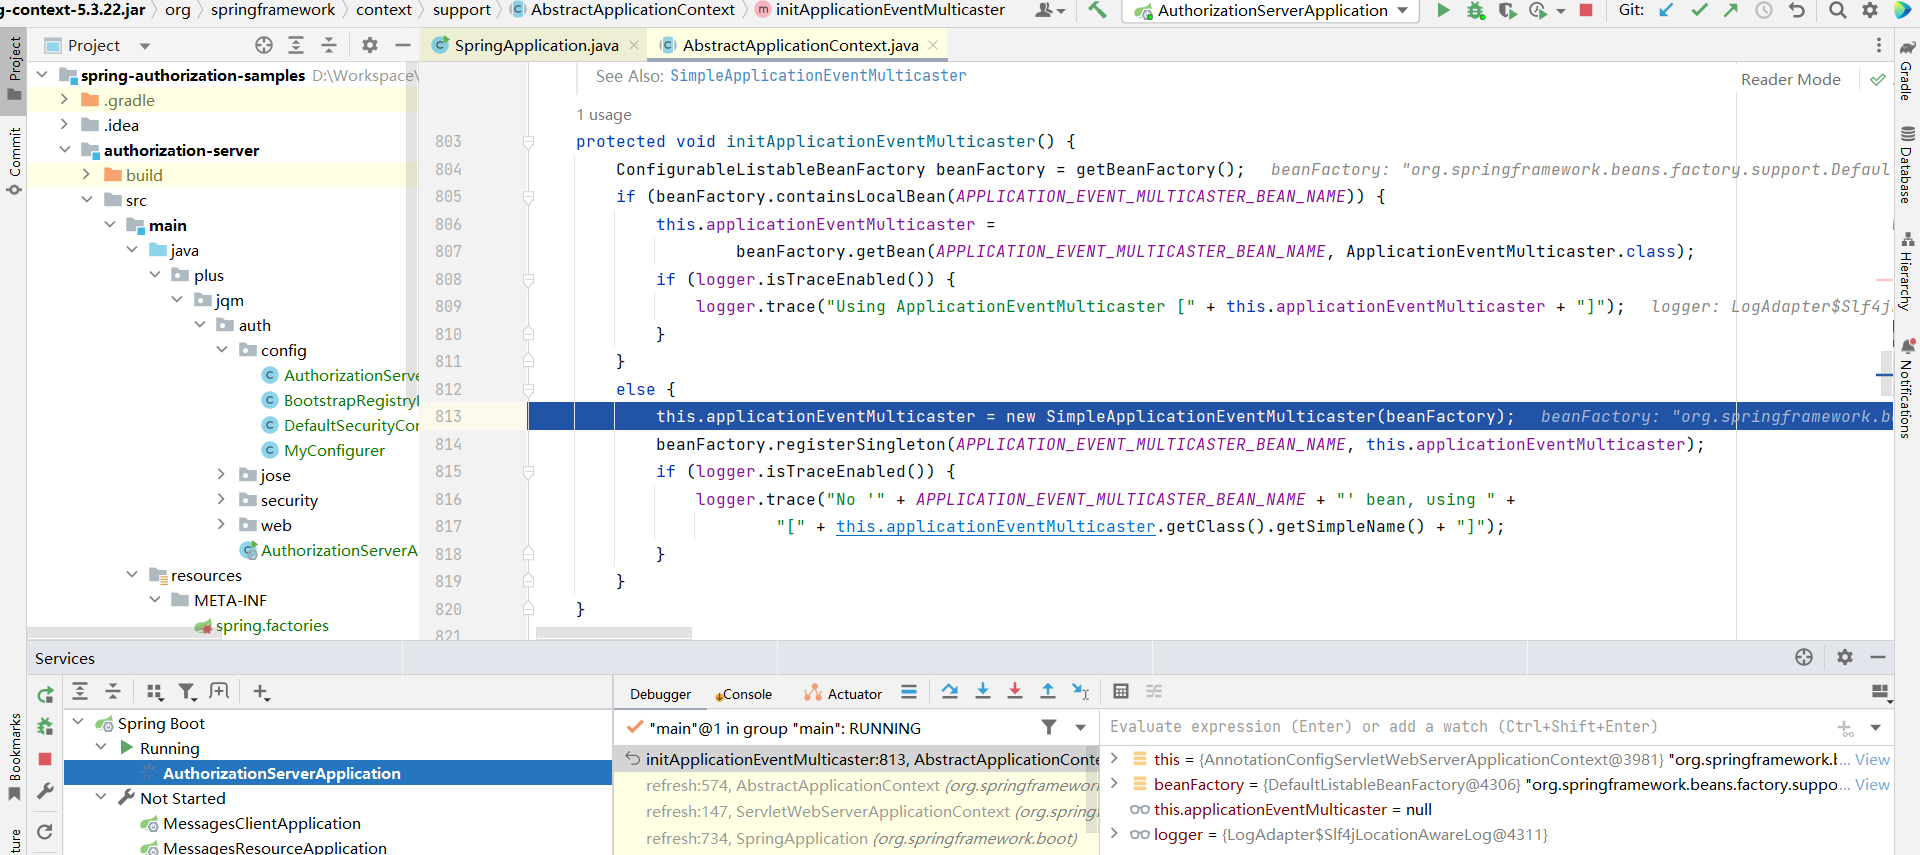 g-context-5.3.22.jar > org > springframework > context > support > AbstractApplicationContext > initApplicationEventMulticaster
AuthorizationServerApplication
Git:
Project
SpringApplication.java
AbstractApplicationContext.java
Project
Commit
Bookmarks
ture
spring-authorization-samples D:\Workspace\
.gradle
.idea
authorization-server
build
src
main
java
plus
jqm
auth
config
AuthorizationServe
BootstrapRegistryI
DefaultSecurityCor
MyConfigurer
jose
security
web
AuthorizationServerA
resources
META-INF
spring.factories
See Also: SimpleApplicationEventMulticaster
Reader Mode
1 usage
803 protected void initApplicationEventMulticaster() {
804 ConfigurableListableBeanFactory beanFactory = getBeanFactory(); beanFactory: "org.springframework.beans.factory.support.Defaul
805 if (beanFactory.containsLocalBean(APPLICATION_EVENT_MULTICASTER_BEAN_NAME)) {
806 this.applicationEventMulticaster =
807 beanFactory.getBean(APPLICATION_EVENT_MULTICASTER_BEAN_NAME, ApplicationEventMulticaster.class);
808 if (logger.isTraceEnabled()) {
809 logger.trace("Using ApplicationEventMulticaster [" + this.applicationEventMulticaster + "]"); logger: LogAdapter$Slf4j
810 }
811 }
812 else {
813 this.applicationEventMulticaster = new SimpleApplicationEventMulticaster(beanFactory); beanFactory: "org.springframework.b
814 beanFactory.registerSingleton(APPLICATION_EVENT_MULTICASTER_BEAN_NAME, this.applicationEventMulticaster);
815 if (logger.isTraceEnabled()) {
816 logger.trace("No '" + APPLICATION_EVENT_MULTICASTER_BEAN_NAME + "' bean, using " +
817 "[" + this.applicationEventMulticaster.getClass().getSimpleName() + "]");
818 }
819 }
820 }
821
Gradle
Database
Hierarchy
Notifications
Services
Spring Boot
Running
AuthorizationServerApplication
Not Started
MessagesClientApplication
MessagesResourceApplication
Debugger
Console
Actuator
"main"@1 in group "main": RUNNING
initApplicationEventMulticaster:813, AbstractApplicationConte
refresh:574, AbstractApplicationContext (org.springframework
refresh:147, ServletWebServerApplicationContext (org.spring
refresh:734, SpringApplication (org.springframework.boot)
Evaluate expression (Enter) or add a watch (Ctrl+Shift+Enter)
this = {AnnotationConfigServletWebServerApplicationContext@3981} "org.springframework.l... View
beanFactory = {DefaultListableBeanFactory@4306} "org.springframework.beans.factory.suppo... View
this.applicationEventMulticaster = null
logger = {LogAdapter$Slf4jLocationAwareLog@4311}